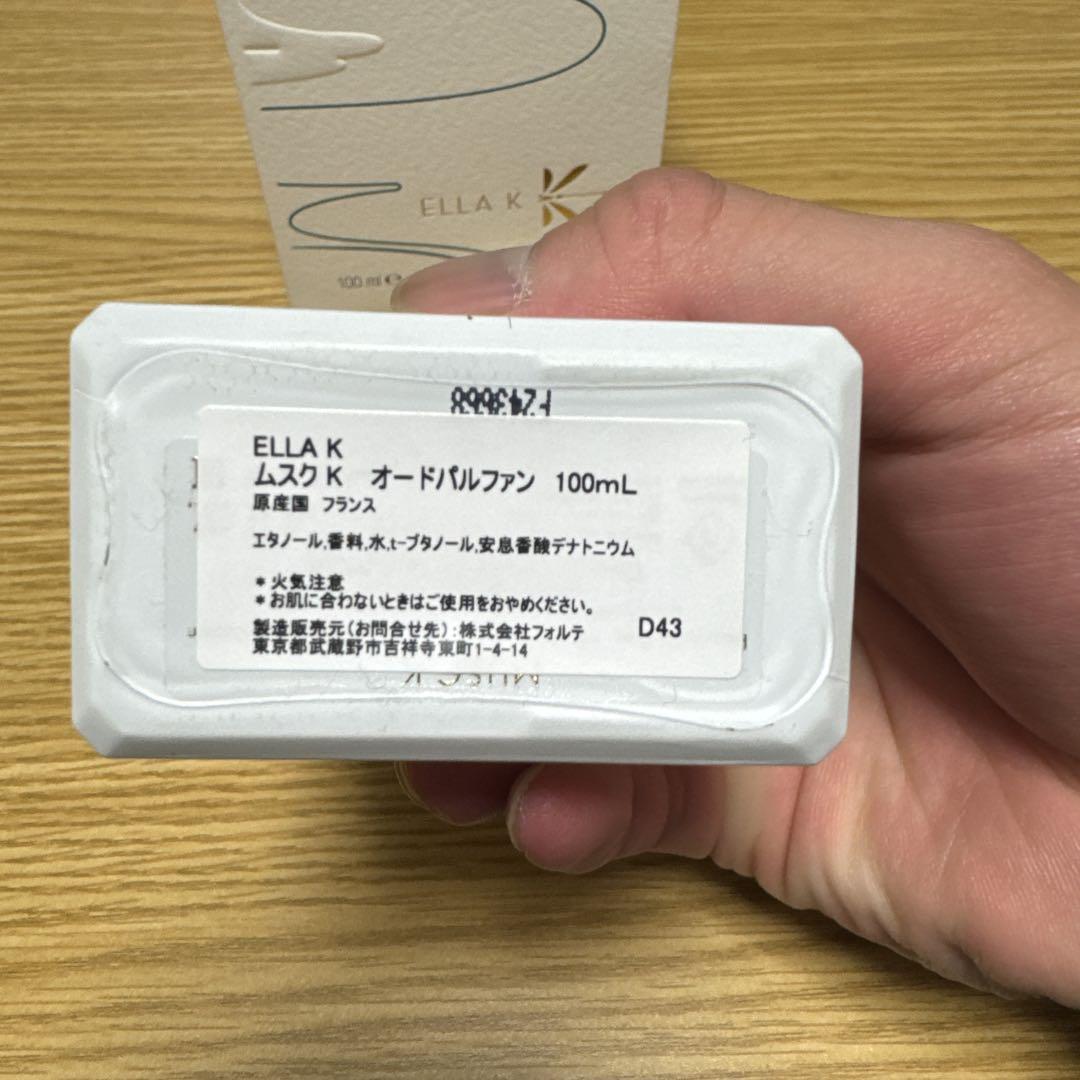 ELLA K
100 ml e
F243668
ELLA K
ムスク K　オードパルファン　100mL
原産国　フランス
エタノール,香料,水,t-ブタノール,安息香酸デナトニウム
*火気注意
*お肌に合わないときはご使用をおやめください。
製造販売元(お問合せ先):株式会社フォルテ
東京都武蔵野市吉祥寺東町1-4-14
D43
MUSC K